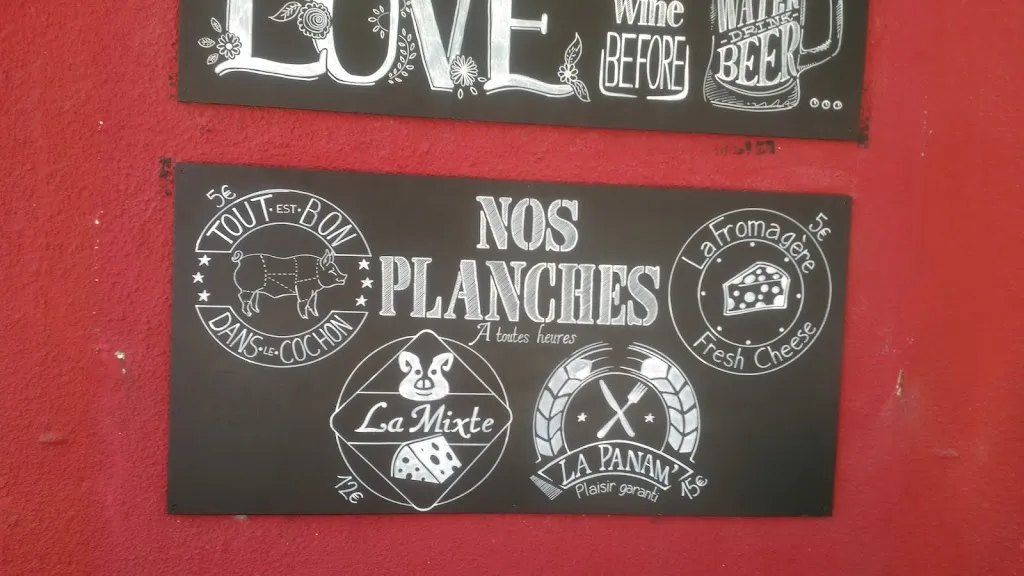 LOVE
Wine
BEFORE
WATER
DRINK
BEER
...
5€
TOUT·EST·BON
DANS·LE·COCHON
NOS
PLANCHES
A toutes heures
La Fromagère
5€
Fresh Cheese
La Mixte
12€
LA PANAM'
Plaisir garanti
15€